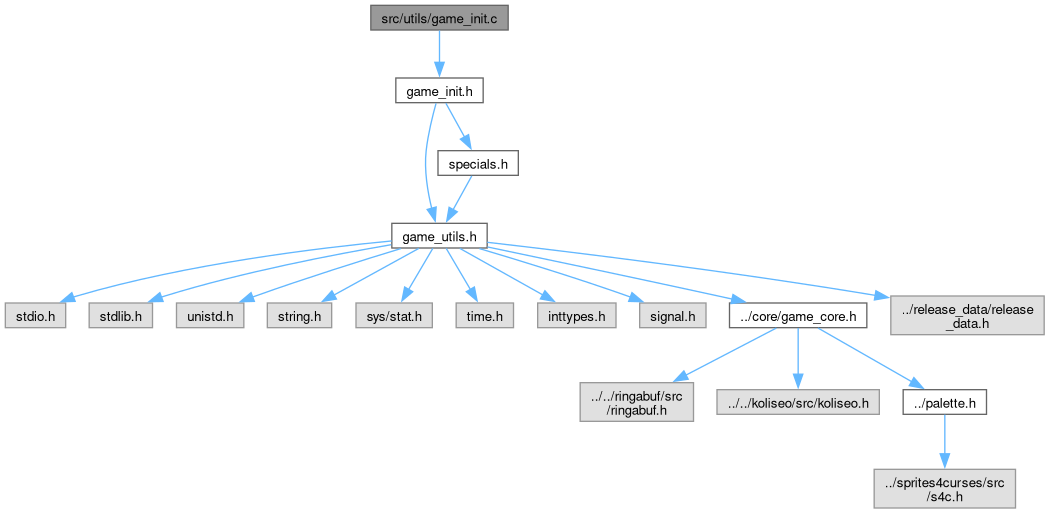 src/utils/game_init.c
game_init.h
specials.h
game_utils.h
stdio.h
stdlib.h
unistd.h
string.h
sys/stat.h
time.h
inttypes.h
signal.h
../core/game_core.h
../release_data/release
_data.h
../../ringabuf/src
/ringabuf.h
../../koliseo/src/koliseo.h
../palette.h
../sprites4curses/src
/s4c.h